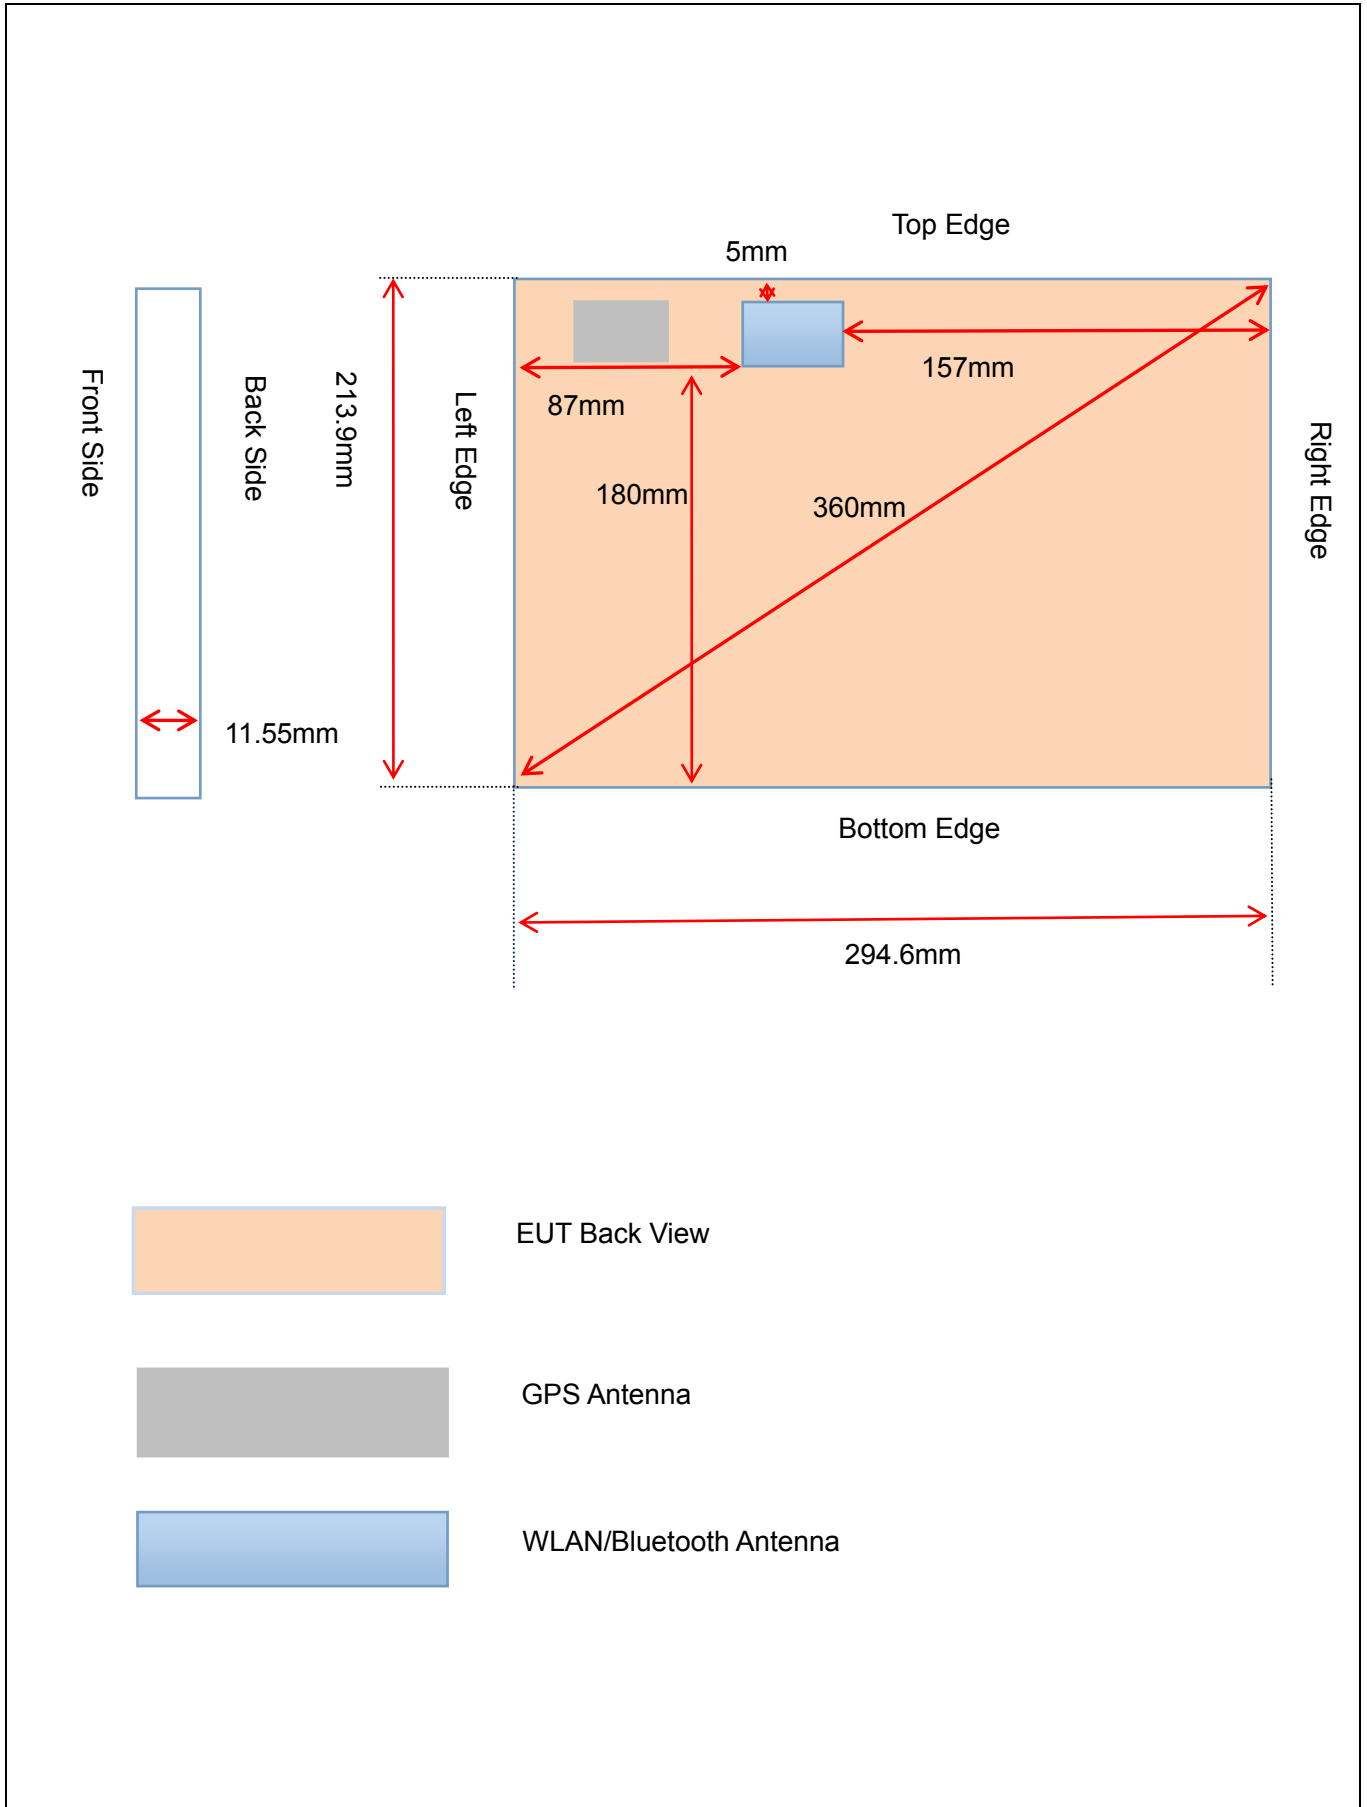 Top Edge
5mm
157mm
87mm
Front Side
Back Side
213.9mm
Left Edge
180mm
360mm
Right Edge
11.55mm
Bottom Edge
294.6mm
EUT Back View
GPS Antenna
WLAN/Bluetooth Antenna